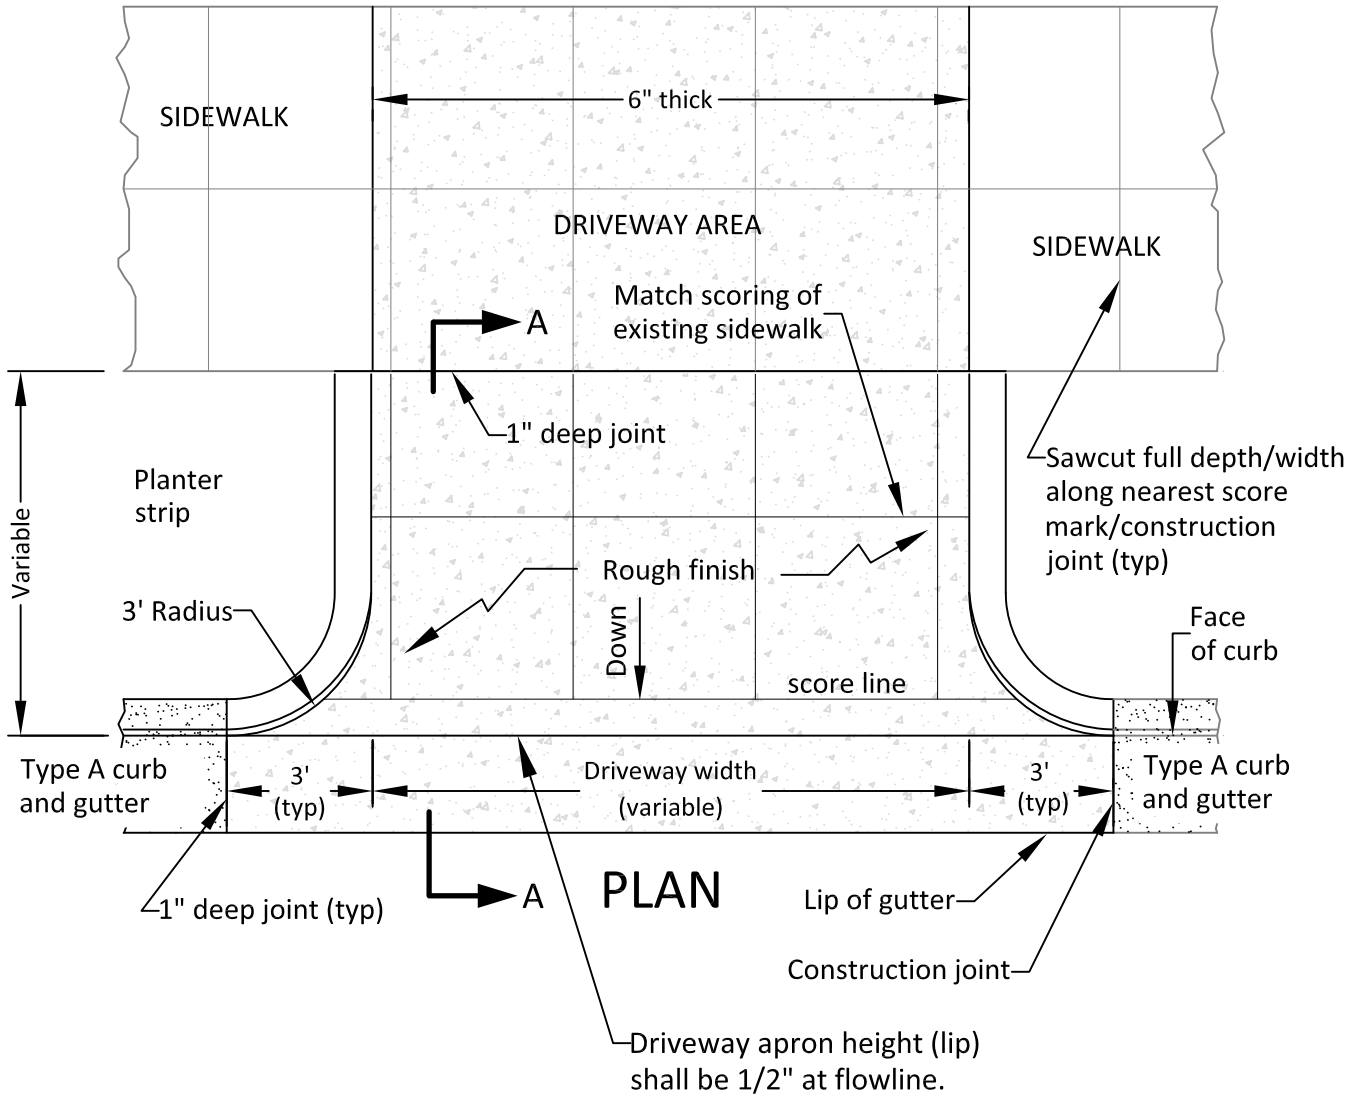 6" thick
SIDEWALK
DRIVEWAY AREA
SIDEWALK
Match scoring of
existing sidewalk
A
1" deep joint
Sawcut full depth/width
along nearest score
mark/construction
joint (typ)
Planter
strip
Variable
Rough finish
3' Radius
Down
Face
of curb
score line
Type A curb
and gutter
3'
(typ)
Driveway width
(variable)
3'
(typ)
Type A curb
and gutter
1" deep joint (typ)
A
PLAN
Lip of gutter
Construction joint
Driveway apron height (lip)
shall be 1/2" at flowline.